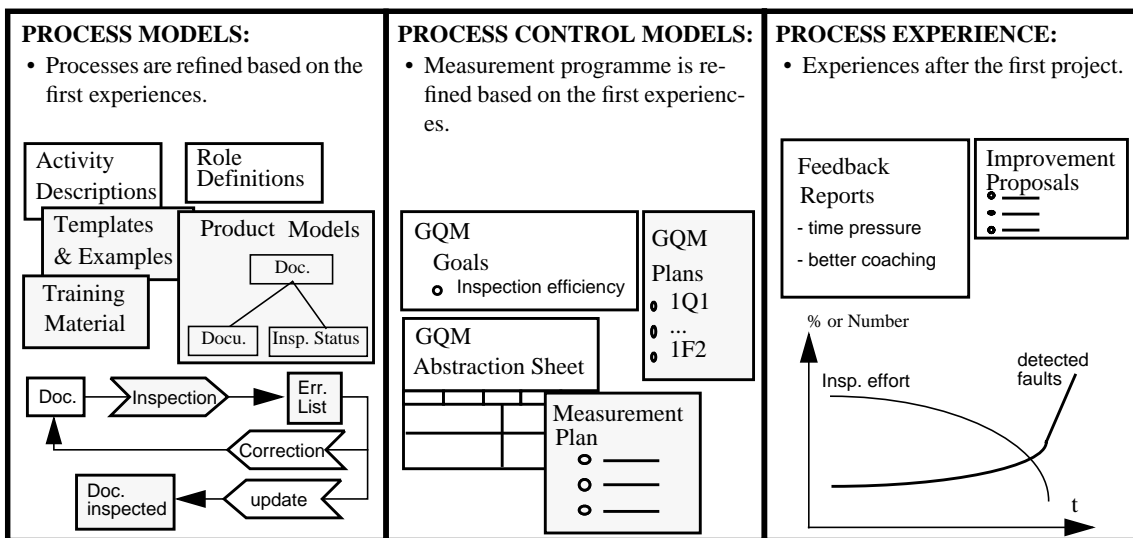 PROCESS MODELS:
• Processes are refined based on the
first experiences.
Activity
Descriptions
Role
Definitions
Templates
& Examples
Product Models
Doc.
Docu.
Insp. Status
Training
Material
Doc.
Inspection
Err.
List
Correction
Doc.
inspected
update
PROCESS CONTROL MODELS:
• Measurement programme is re-
fined based on the first experienc-
es.
GQM
Goals
Inspection efficiency
GQM
Plans
1Q1
...
1F2
GQM
Abstraction Sheet
Measurement
Plan
PROCESS EXPERIENCE:
• Experiences after the first project.
Feedback
Reports
- time pressure
- better coaching
Improvement
Proposals
% or Number
Insp. effort
detected
faults
t